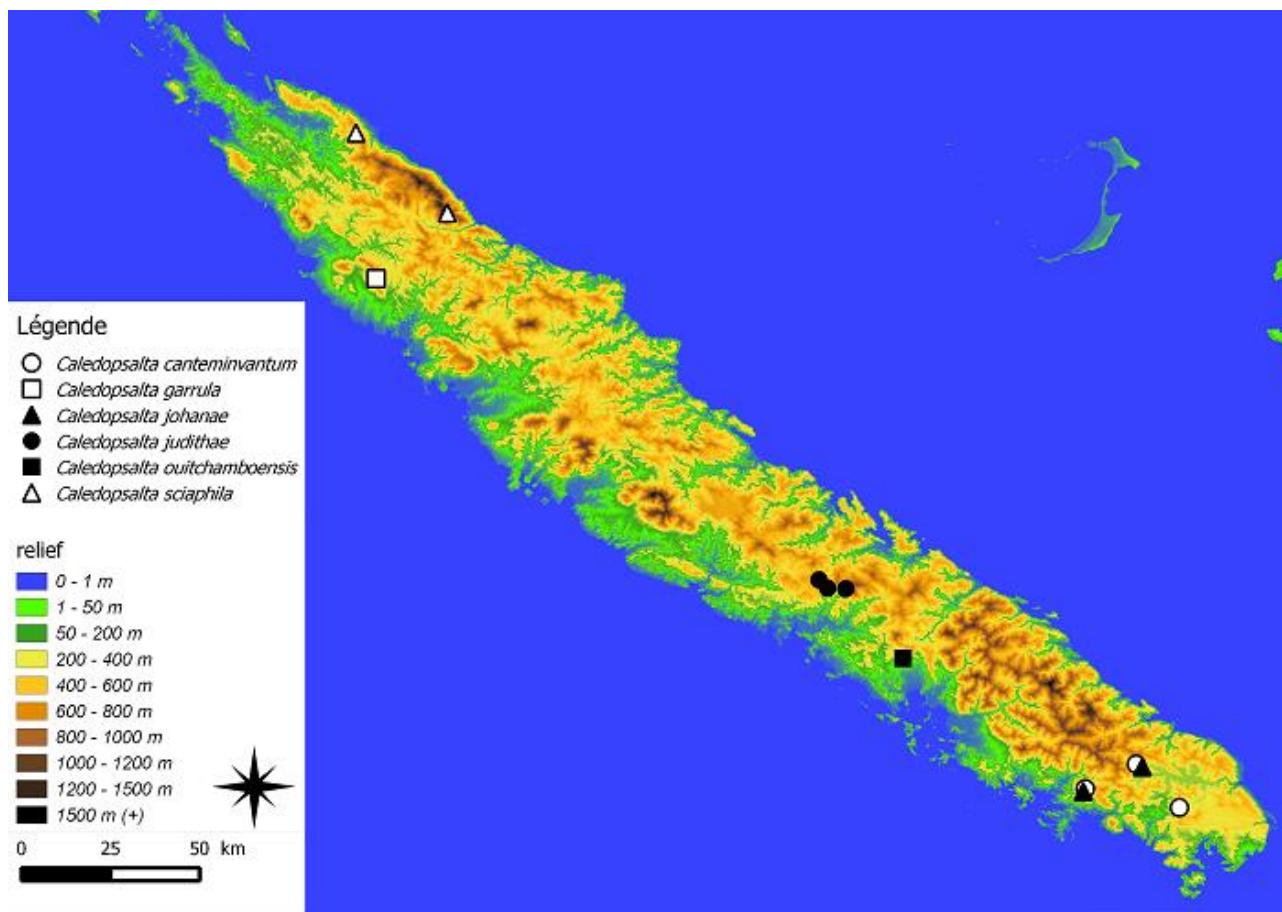 Légende
Caledopsalta canteminvantum
Caledopsalta garrula
Caledopsalta johanae
Caledopsalta judithae
Caledopsalta ouitchamboensis
Caledopsalta sciaphila
relief
0 - 1 m
1 - 50 m
50 - 200 m
200 - 400 m
400 - 600 m
600 - 800 m
800 - 1000 m
1000 - 1200 m
1200 - 1500 m
1500 m (+)
0 25 50 km